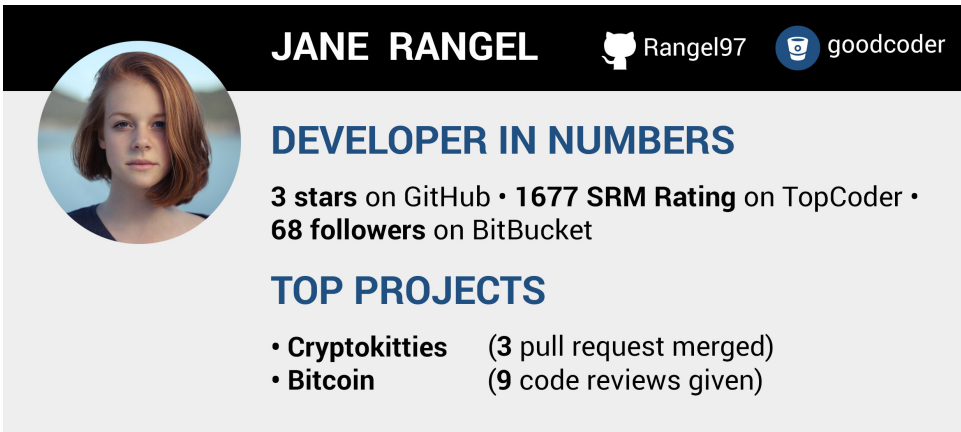 JANE RANGEL Rangel97 goodcoder
DEVELOPER IN NUMBERS
3 stars on GitHub • 1677 SRM Rating on TopCoder •
68 followers on BitBucket
TOP PROJECTS
• Cryptokitties (3 pull request merged)
• Bitcoin (9 code reviews given)